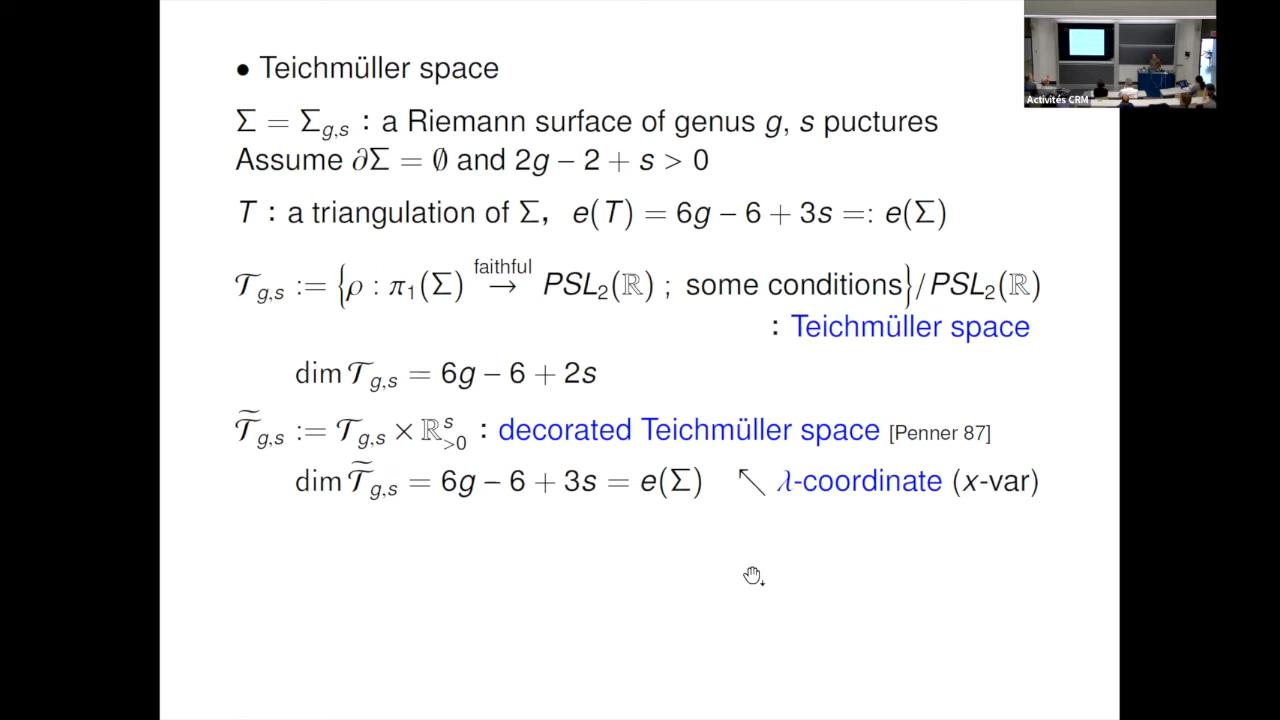 • Teichmüller space
Σ = Σ_{g,s} : a Riemann surface of genus g, s puctures
Assume ∂Σ = ∅ and 2g − 2 + s > 0
T : a triangulation of Σ, e(T) = 6g − 6 + 3s =: e(Σ)
𝒯_{g,s} := {ρ : π₁(Σ) →^{faithful} PSL₂(ℝ) ; some conditions}/PSL₂(ℝ)
: Teichmüller space
dim 𝒯_{g,s} = 6g − 6 + 2s
𝒯̃_{g,s} := 𝒯_{g,s} × ℝ^s_{>0} : decorated Teichmüller space [Penner 87]
dim 𝒯̃_{g,s} = 6g − 6 + 3s = e(Σ) ↖ λ-coordinate (x-var)
Activités CRM